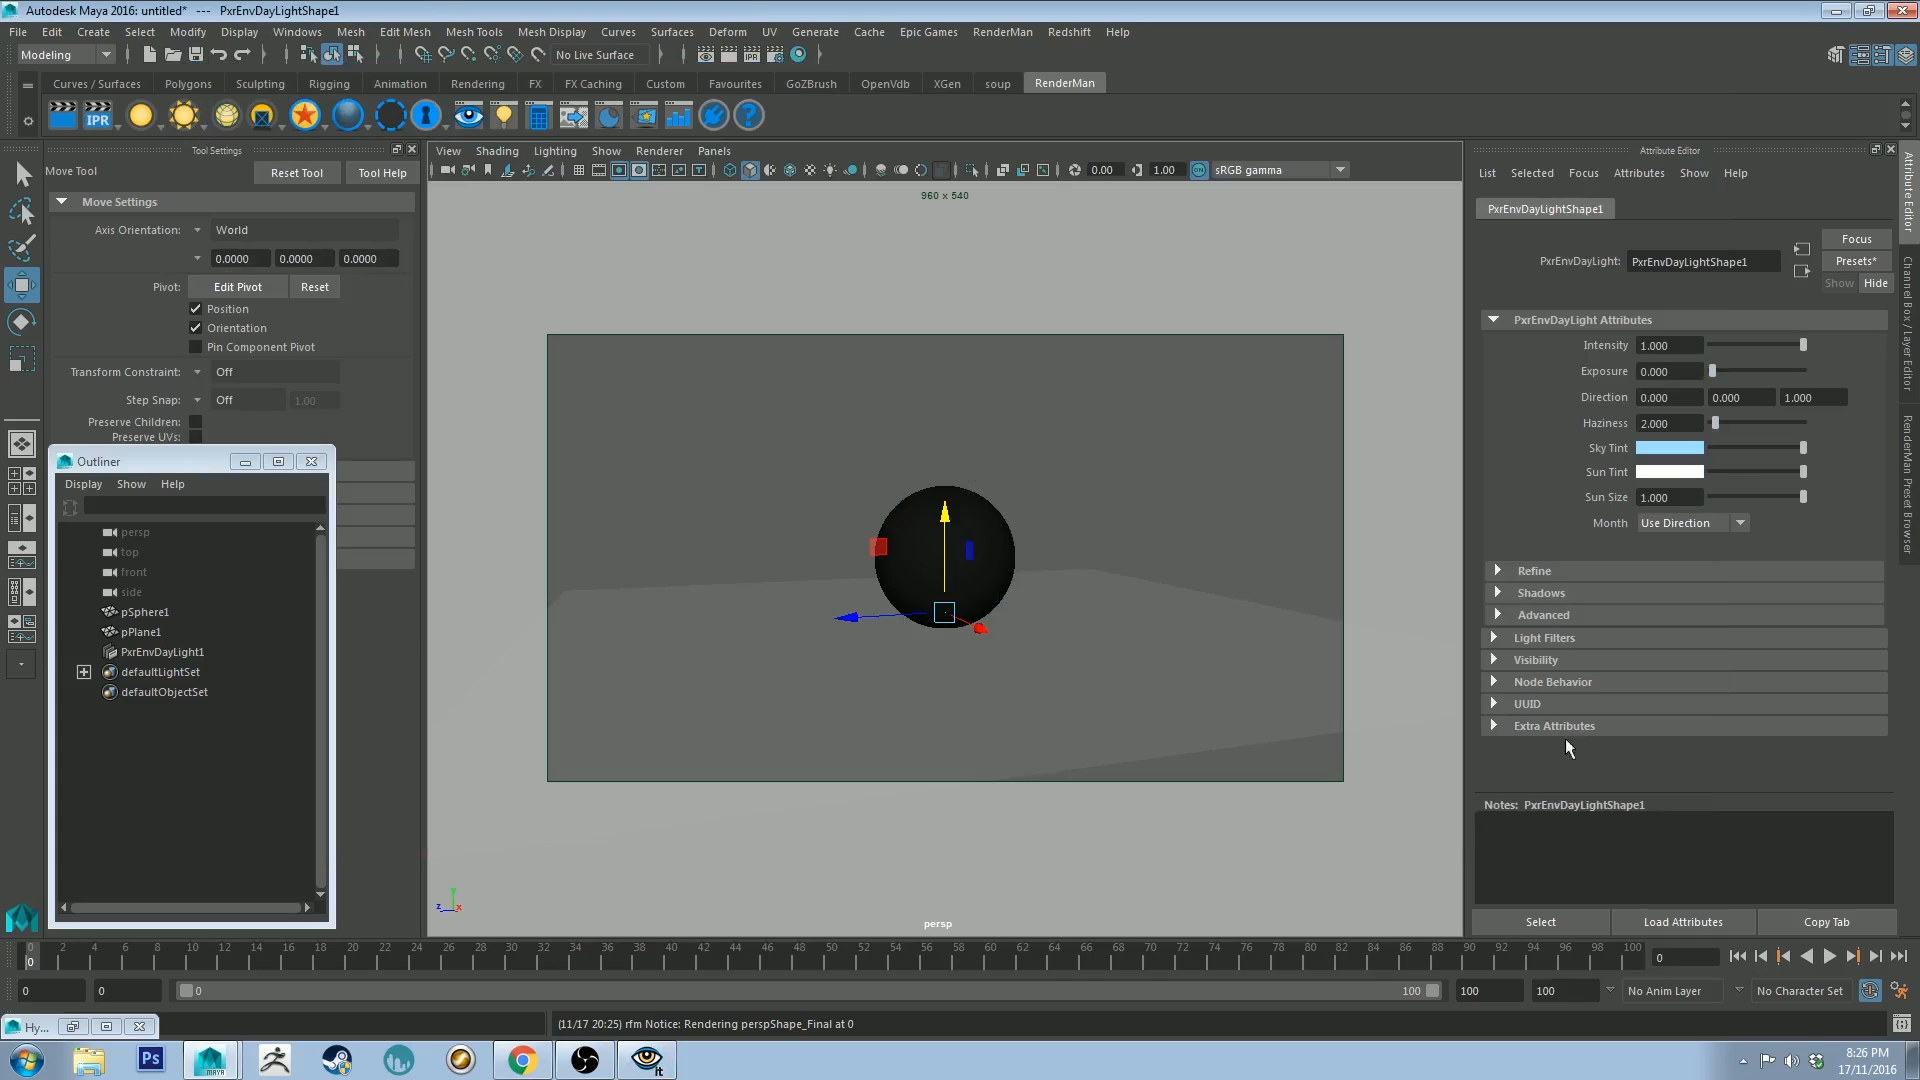 Autodesk Maya 2016: untitled*   ---   PxrEnvDayLightShape1
File Edit Create Select Modify Display Windows Mesh Edit Mesh Mesh Tools Mesh Display Curves Surfaces Deform UV Generate Cache Epic Games RenderMan Redshift Help
Modeling No Live Surface
Curves / Surfaces Polygons Sculpting Rigging Animation Rendering FX FX Caching Custom Favourites GoZBrush OpenVdb XGen soup RenderMan
IPR
Tool Settings
Move Tool Reset Tool Tool Help
Move Settings
Axis Orientation: World
0.0000 0.0000 0.0000
Pivot: Edit Pivot Reset
Position
Orientation
Pin Component Pivot
Transform Constraint: Off
Step Snap: Off 1.00
Preserve Children:
Preserve UVs:
Outliner
Display Show Help
persp
top
front
side
pSphere1
pPlane1
PxrEnvDayLight1
defaultLightSet
defaultObjectSet
View Shading Lighting Show Renderer Panels
0.00 1.00 ON sRGB gamma
960 x 540
y
z x
persp
Attribute Editor
List Selected Focus Attributes Show Help
PxrEnvDayLightShape1
Focus
PxrEnvDayLight: PxrEnvDayLightShape1 Presets*
Show Hide
PxrEnvDayLight Attributes
Intensity 1.000
Exposure 0.000
Direction 0.000 0.000 1.000
Haziness 2.000
Sky Tint
Sun Tint
Sun Size 1.000
Month Use Direction
Refine
Shadows
Advanced
Light Filters
Visibility
Node Behavior
UUID
Extra Attributes
Notes: PxrEnvDayLightShape1
Select Load Attributes Copy Tab
Attribute Editor
Channel Box / Layer Editor
RenderMan Preset Browser
0 2 4 6 8 10 12 14 16 18 20 22 24 26 28 30 32 34 36 38 40 42 44 46 48 50 52 54 56 58 60 62 64 66 68 70 72 74 76 78 80 82 84 86 88 90 92 94 96 98 100
0 0
0 0 0 100 100 100 No Anim Layer No Character Set
Hy... (11/17 20:25) rfm Notice: Rendering perspShape_Final at 0
Ps MAYA it
8:26 PM
17/11/2016